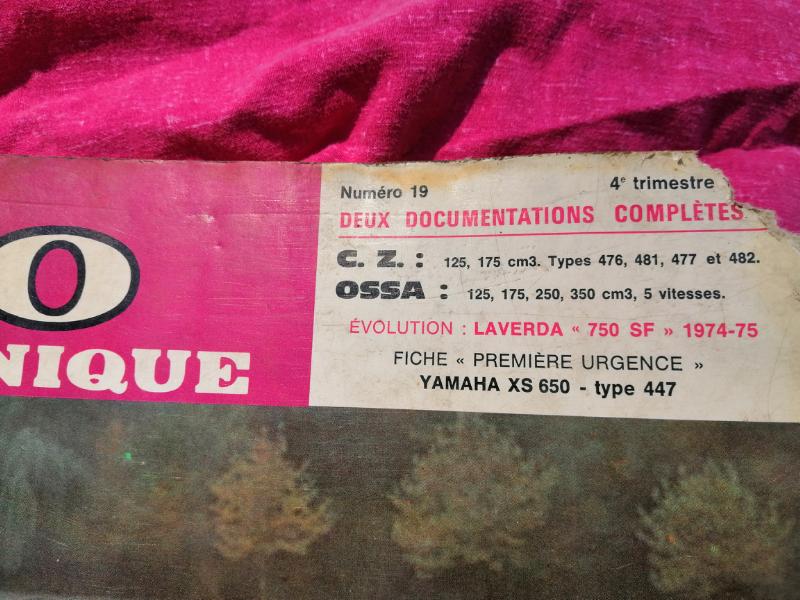 Numéro 19
4e trimestre
DEUX DOCUMENTATIONS COMPLÈTES
C. Z. : 125, 175 cm3. Types 476, 481, 477 et 482.
OSSA : 125, 175, 250, 350 cm3, 5 vitesses.
ÉVOLUTION : LAVERDA « 750 SF » 1974-75
FICHE « PREMIÈRE URGENCE »
YAMAHA XS 650 - type 447
O
NIQUE